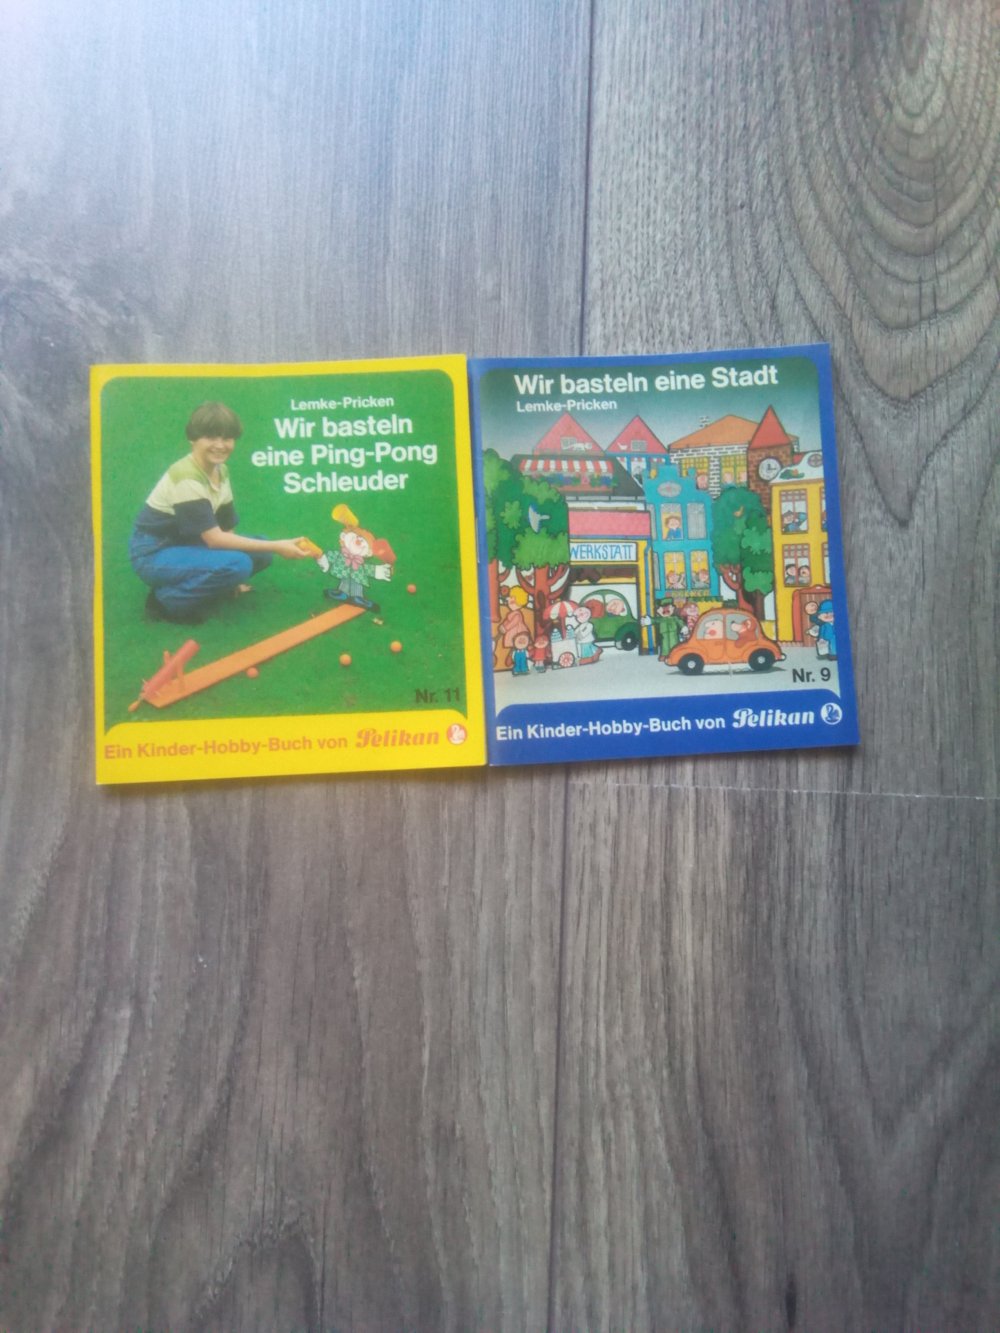 Lemke-Pricken
Wir basteln
eine Ping-Pong
Schleuder
Nr. 11
Ein Kinder-Hobby-Buch von Pelikan
Wir basteln eine Stadt
Lemke-Pricken
WERKSTATT
Nr. 9
Ein Kinder-Hobby-Buch von Pelikan